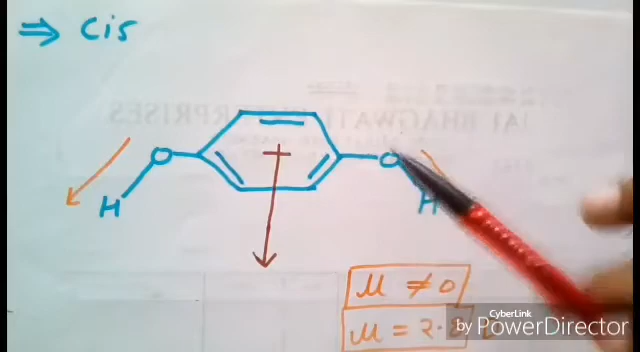 ⇒ Cis
O
O
H
H
μ ≠ 0
μ = 2.
CyberLink
by PowerDirector